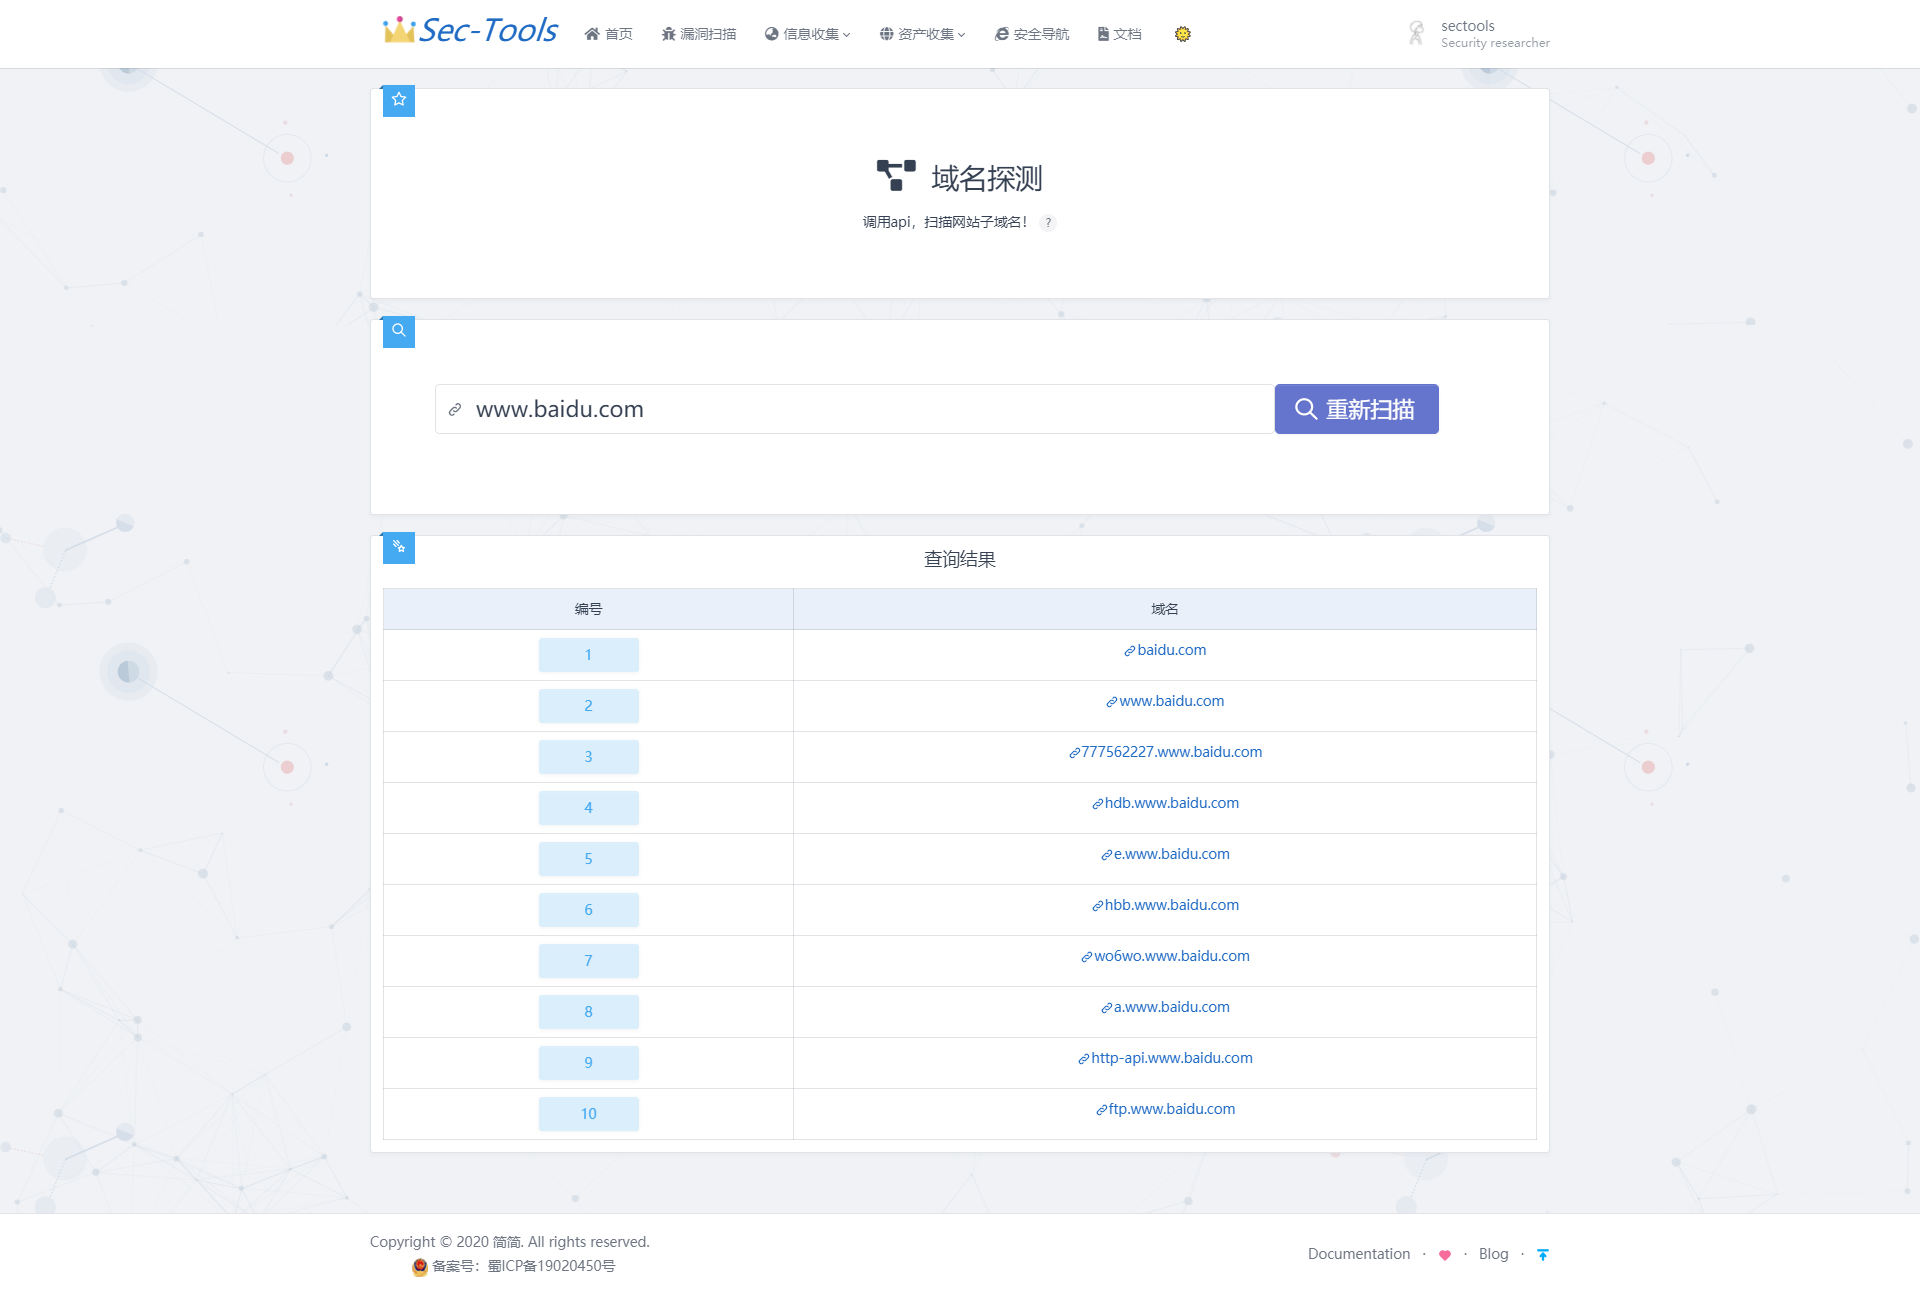 Sec-Tools 首页 漏洞扫描 信息收集 资产收集 安全导航 文档
sectools
Security researcher
域名探测
调用api，扫描网站子域名！ ?
www.baidu.com 重新扫描
查询结果
编号 域名
1 baidu.com
2 www.baidu.com
3 777562227.www.baidu.com
4 hdb.www.baidu.com
5 e.www.baidu.com
6 hbb.www.baidu.com
7 wo6wo.www.baidu.com
8 a.www.baidu.com
9 http-api.www.baidu.com
10 ftp.www.baidu.com
Copyright © 2020 简简. All rights reserved.
备案号：蜀ICP备19020450号
Documentation · · Blog ·